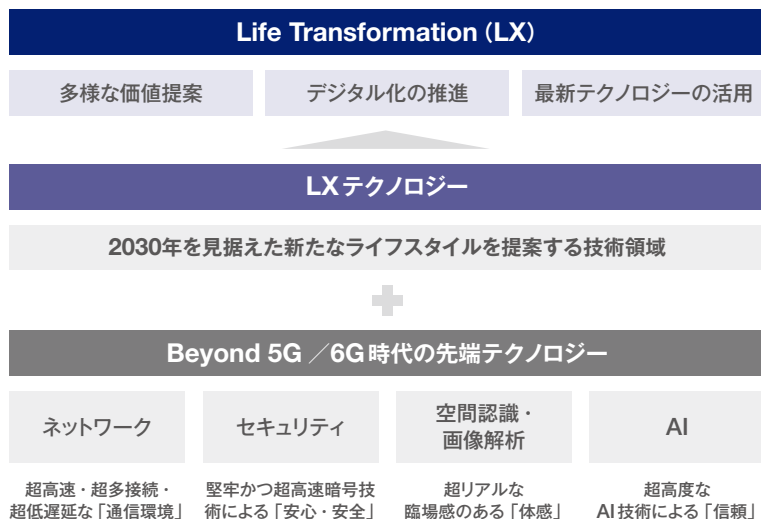 Life Transformation（LX）
多様な価値提案
デジタル化の推進
最新テクノロジーの活用
LXテクノロジー
2030年を見据えた新たなライフスタイルを提案する技術領域
Beyond 5G／6G時代の先端テクノロジー
ネットワーク
セキュリティ
空間認識・
画像解析
AI
超高速・超多接続・
超低遅延な「通信環境」
堅牢かつ超高速暗号技
術による「安心・安全」
超リアルな
臨場感のある「体感」
超高度な
AI技術による「信頼」